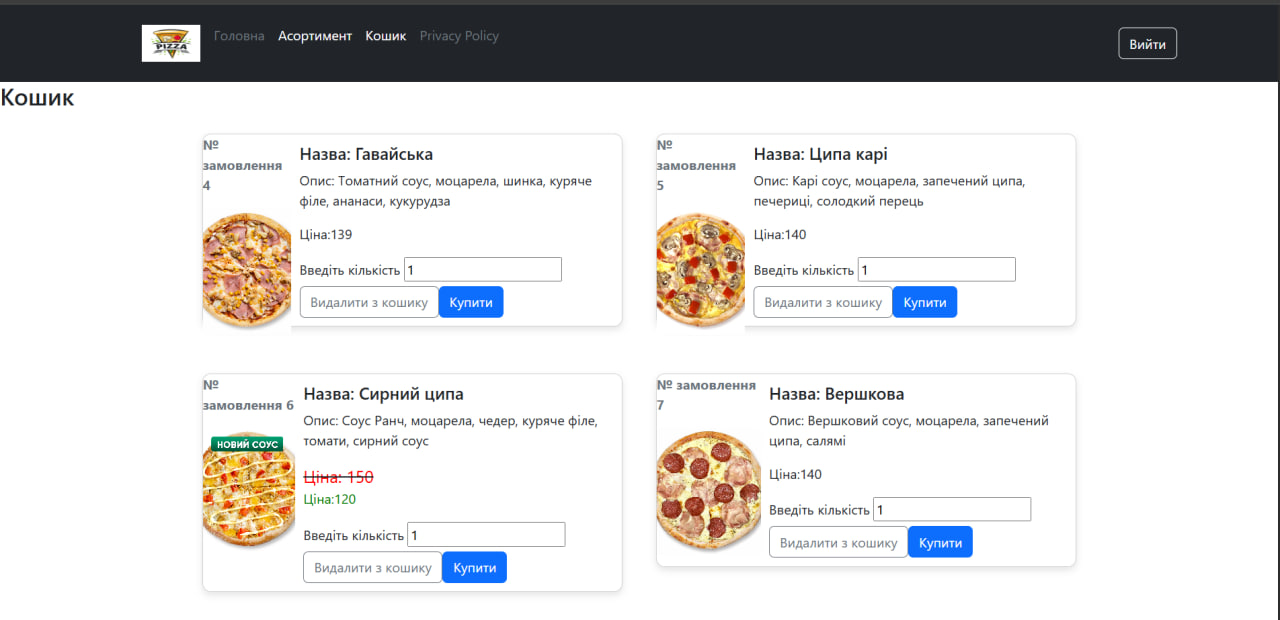 PIZZA
Головна Асортимент Кошик Privacy Policy
Вийти
Кошик
№
замовлення
4
Назва: Гавайська
Опис: Томатний соус, моцарела, шинка, куряче
філе, ананаси, кукурудза
Ціна:139
Введіть кількість 1
Видалити з кошику Купити
№
замовлення
5
Назва: Ципа карі
Опис: Карі соус, моцарела, запечений ципа,
печериці, солодкий перець
Ціна:140
Введіть кількість 1
Видалити з кошику Купити
№
замовлення 6
НОВИЙ СОУС
Назва: Сирний ципа
Опис: Соус Ранч, моцарела, чедер, куряче філе,
томати, сирний соус
Ціна: 150
Ціна:120
Введіть кількість 1
Видалити з кошику Купити
№ замовлення
7
Назва: Вершкова
Опис: Вершковий соус, моцарела, запечений
ципа, салямі
Ціна:140
Введіть кількість 1
Видалити з кошику Купити